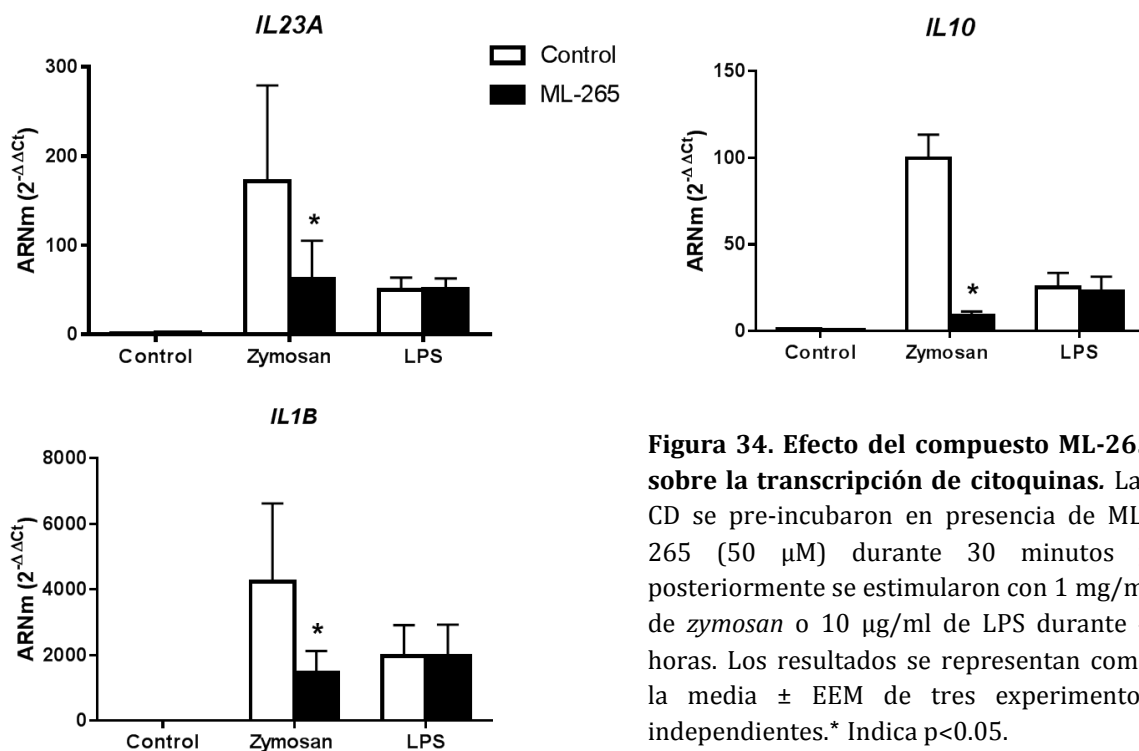 IL23A
Control
ML-265
300
200
100
0
ARNm (2^-ΔΔCt)
Control Zymosan LPS
*
IL10
150
100
50
0
ARNm (2^-ΔΔCt)
Control Zymosan LPS
*
IL1B
8000
6000
4000
2000
0
ARNm (2^-ΔΔCt)
Control Zymosan LPS
*
Figura 34. Efecto del compuesto ML-26
sobre la transcripción de citoquinas. La
CD se pre-incubaron en presencia de ML
265 (50 µM) durante 30 minutos
posteriormente se estimularon con 1 mg/m
de zymosan o 10 µg/ml de LPS durante
horas. Los resultados se representan com
la media ± EEM de tres experimento
independientes.* Indica p<0.05.